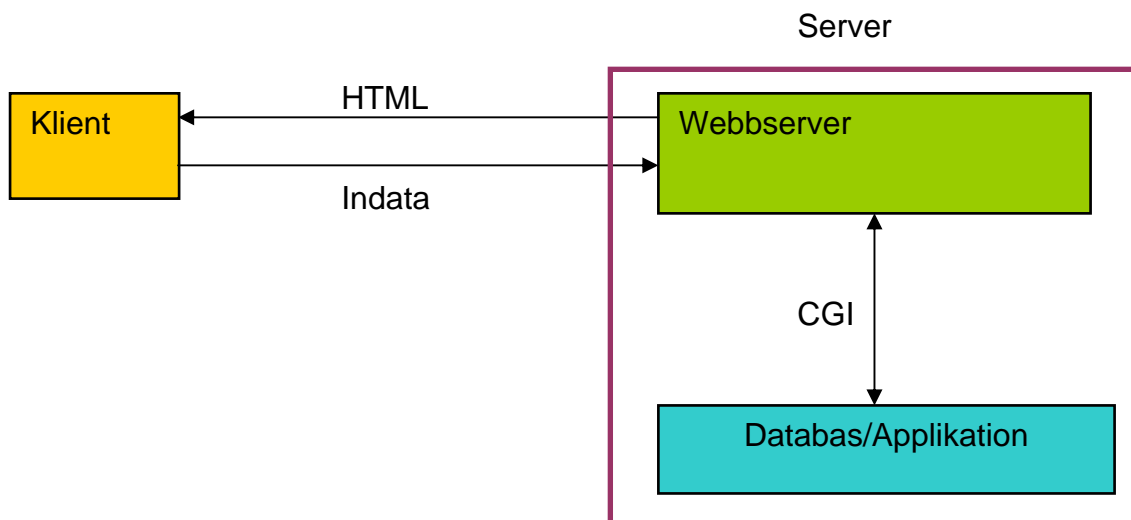 Server
Klient
HTML
Webbserver
Indata
CGI
Databas/Applikation